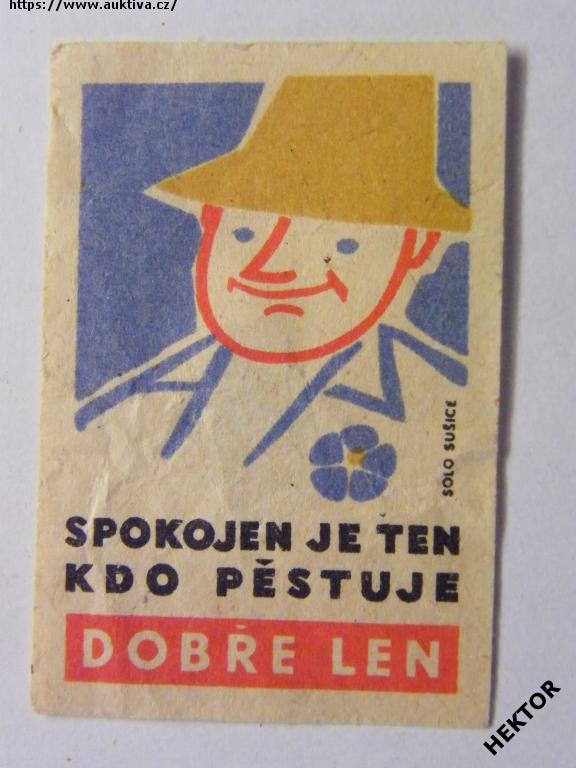 https://www.auktiva.cz/
SOLO SUŠICE
SPOKOJEN JE TEN
KDO PĚSTUJE
DOBŘE LEN
HEKTOR